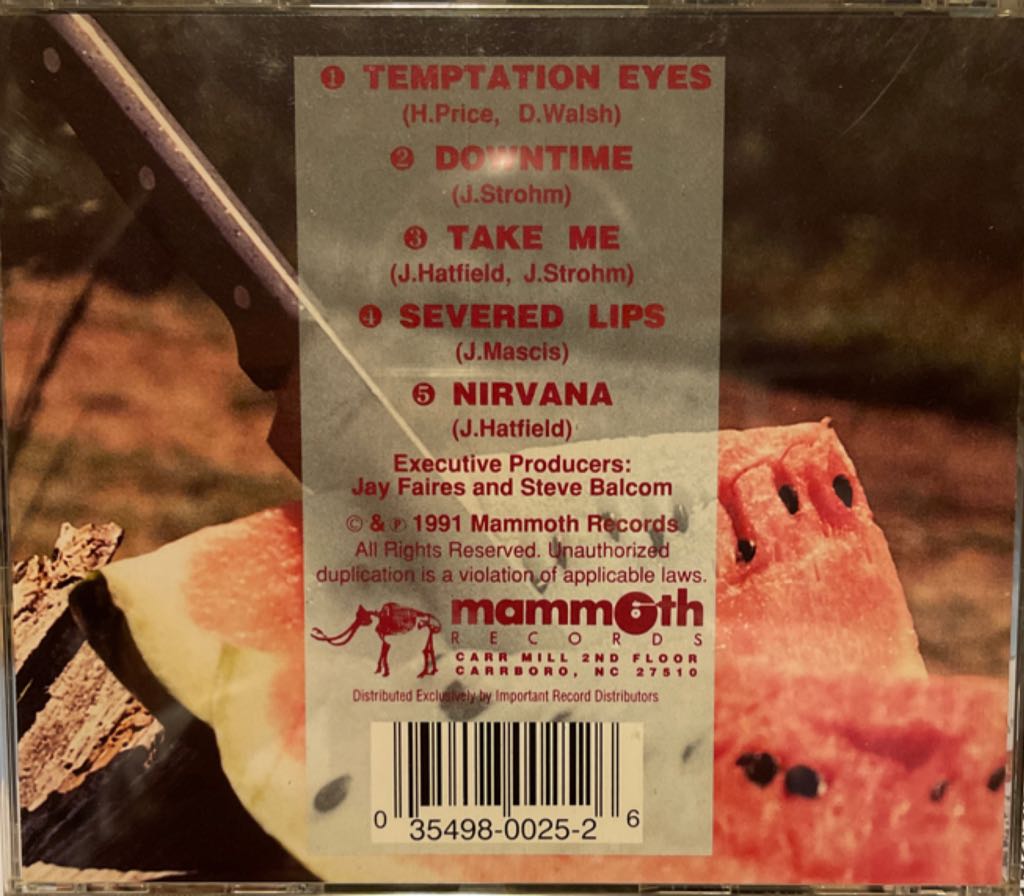 ❶ TEMPTATION EYES
(H.Price, D.Walsh)
❷ DOWNTIME
(J.Strohm)
❸ TAKE ME
(J.Hatfield, J.Strohm)
❹ SEVERED LIPS
(J.Mascis)
❺ NIRVANA
(J.Hatfield)
Executive Producers:
Jay Faires and Steve Balcom
© & ℗ 1991 Mammoth Records
All Rights Reserved. Unauthorized
duplication is a violation of applicable laws.
mammoth
RECORDS
CARR MILL 2ND FLOOR
CARRBORO, NC 27510
Distributed Exclusively by Important Record Distributors
0 35498-0025-2 6